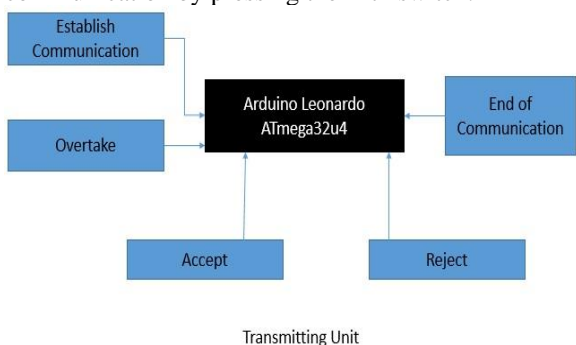 Establish
Communication
Arduino Leonardo
ATmega32u4
End of
Communication
Overtake
Accept
Reject
Transmitting Unit